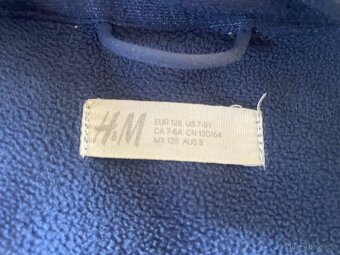 H&M
EUR 128 US 7-8Y
CA 7-8A CN 130/64
MX 128 AUS 8